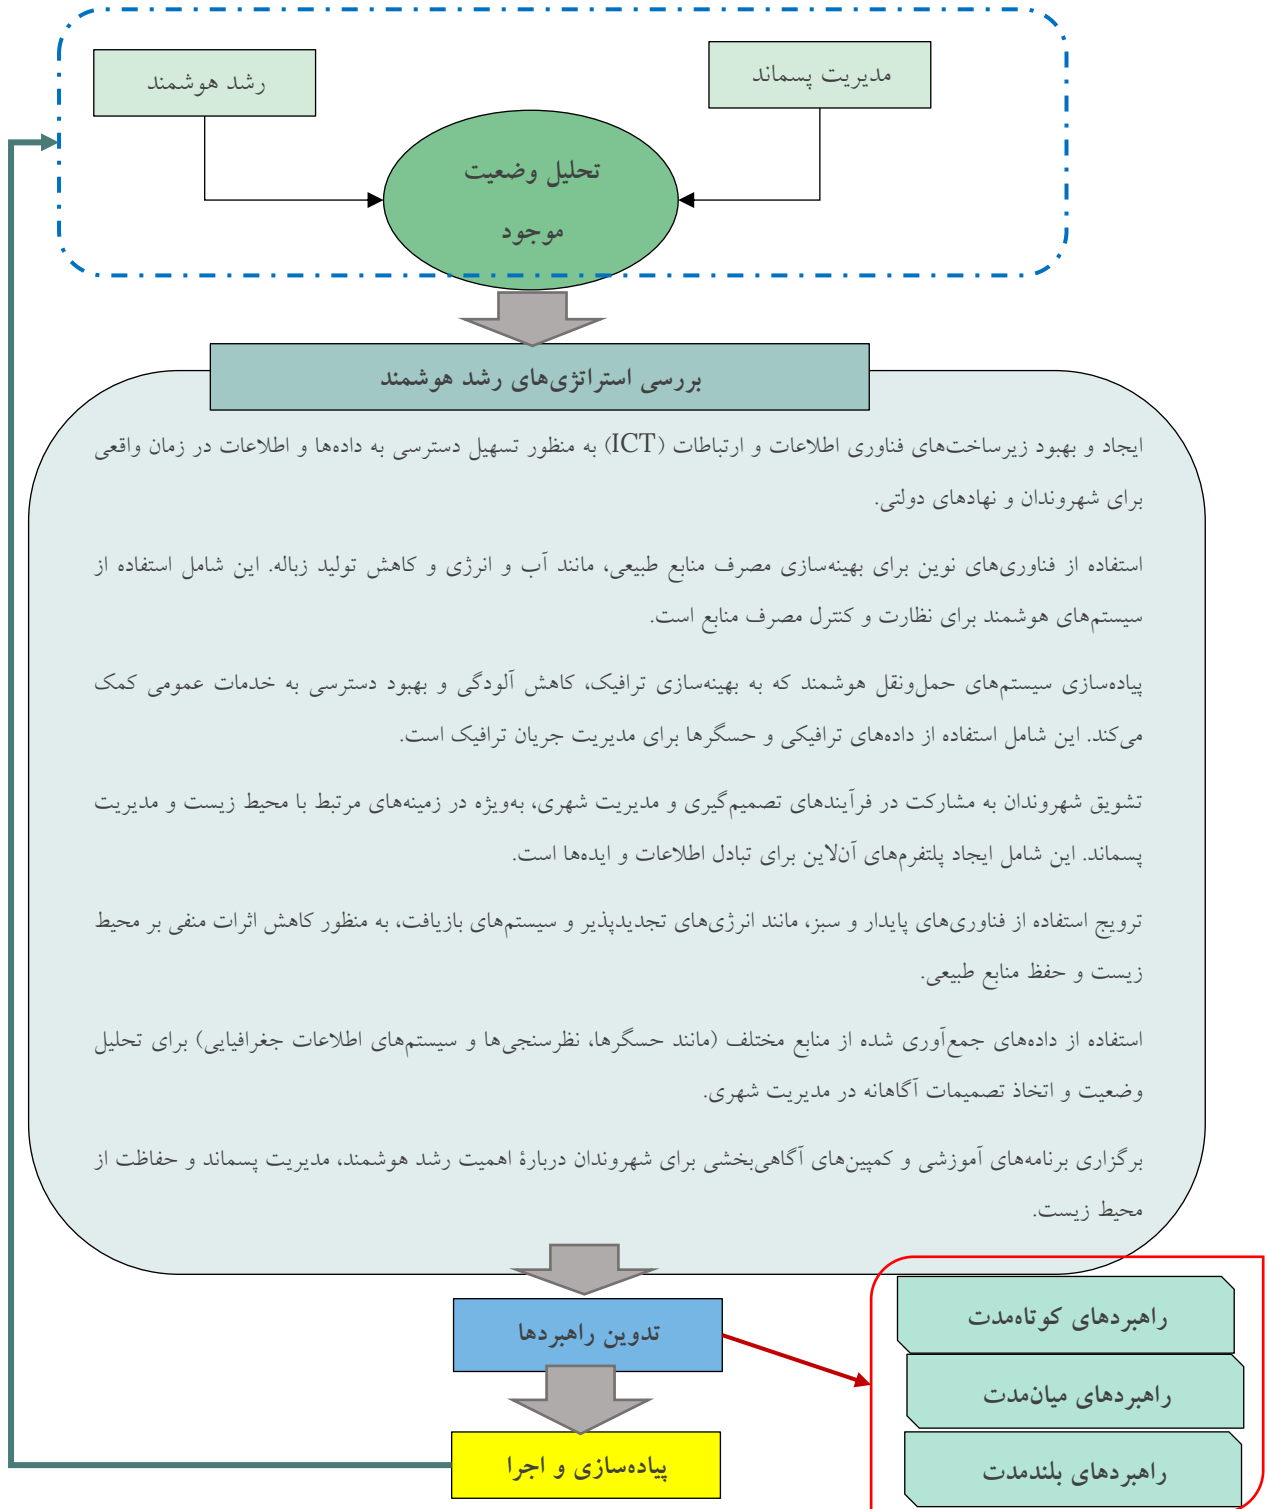 مدیریت پسماند
رشد هوشمند
تحلیل وضعیت
موجود
بررسی استراتژی‌های رشد هوشمند
ایجاد و بهبود زیرساخت‌های فناوری اطلاعات و ارتباطات (ICT) به منظور تسهیل دسترسی به داده‌ها و اطلاعات در زمان واقعی
برای شهروندان و نهادهای دولتی.
استفاده از فناوری‌های نوین برای بهینه‌سازی مصرف منابع طبیعی، مانند آب و انرژی و کاهش تولید زباله. این شامل استفاده از
سیستم‌های هوشمند برای نظارت و کنترل مصرف منابع است.
پیاده‌سازی سیستم‌های حمل‌ونقل هوشمند که به بهینه‌سازی ترافیک، کاهش آلودگی و بهبود دسترسی به خدمات عمومی کمک
می‌کند. این شامل استفاده از داده‌های ترافیکی و حسگرها برای مدیریت جریان ترافیک است.
تشویق شهروندان به مشارکت در فرآیندهای تصمیم‌گیری و مدیریت شهری، به‌ویژه در زمینه‌های مرتبط با محیط زیست و مدیریت
پسماند. این شامل ایجاد پلتفرم‌های آنلاین برای تبادل اطلاعات و ایده‌ها است.
ترویج استفاده از فناوری‌های پایدار و سبز، مانند انرژی‌های تجدیدپذیر و سیستم‌های بازیافت، به منظور کاهش اثرات منفی بر محیط
زیست و حفظ منابع طبیعی.
استفاده از داده‌های جمع‌آوری شده از منابع مختلف (مانند حسگرها، نظرسنجی‌ها و سیستم‌های اطلاعات جغرافیایی) برای تحلیل
وضعیت و اتخاذ تصمیمات آگاهانه در مدیریت شهری.
برگزاری برنامه‌های آموزشی و کمپین‌های آگاهی‌بخشی برای شهروندان دربارهٔ اهمیت رشد هوشمند، مدیریت پسماند و حفاظت از
محیط زیست.
تدوین راهبردها
راهبردهای کوتاه‌مدت
راهبردهای میان‌مدت
راهبردهای بلندمدت
پیاده‌سازی و اجرا